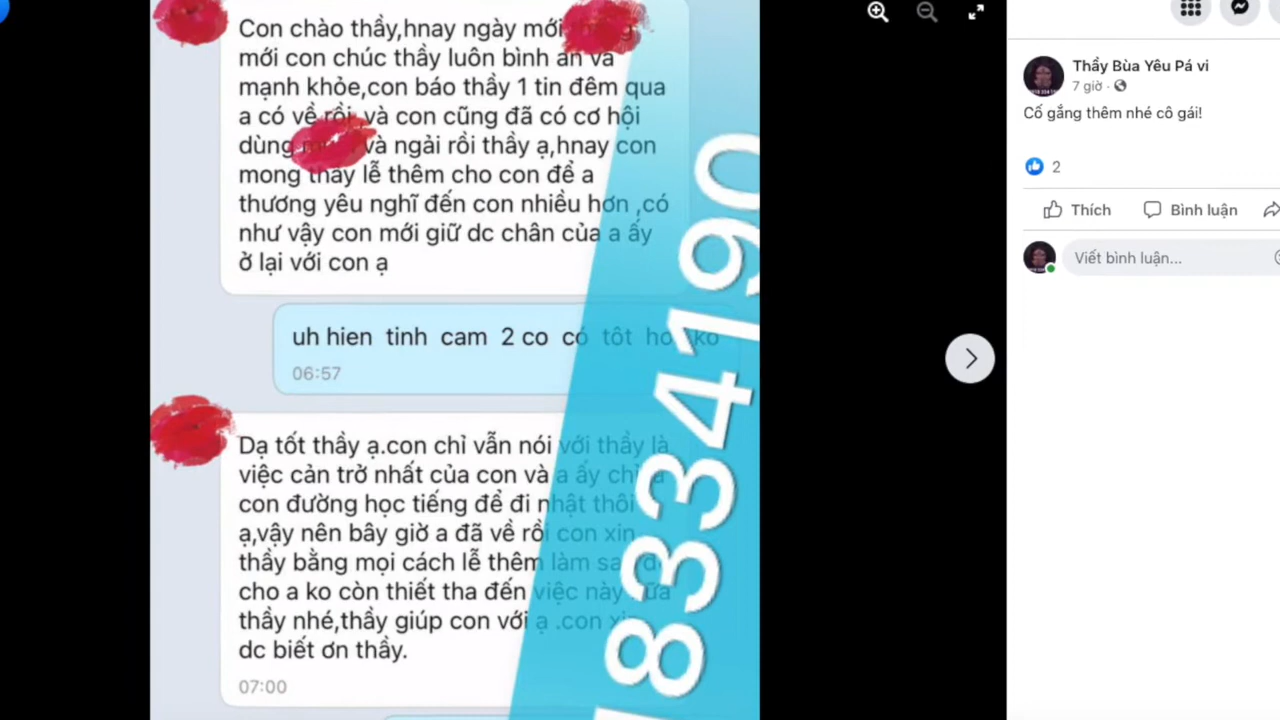 Con chào thầy,hnay ngày mới
mới con chúc thầy luôn bình an và
mạnh khỏe,con báo thầy 1 tin đêm qua
a có về rồi ,và con cũng đã có cơ hội
dùng và ngải rồi thầy ạ,hnay con
mong thầy lễ thêm cho con để a
thương yêu nghĩ đến con nhiều hơn ,có
như vậy con mới giữ dc chân của a ấy
ở lại với con ạ
uh hien tinh cam 2 co có tôt ko
06:57
Dạ tốt thầy ạ.con chỉ vẫn nói với thầy là
việc cản trở nhất của con và a ấy chỉ
con đường học tiếng để đi nhật thôi
ạ,vậy nên bây giờ a đã về rồi con xin
thầy bằng mọi cách lễ thêm làm
cho a ko còn thiết tha đến việc này
thầy nhé,thầy giúp con với ạ .con xin
dc biết ơn thầy.
07:00
18334190
Thầy Bùa Yêu Pá vi
7 giờ
Cố gắng thêm nhé cô gái!
2
Thích
Bình luận
Viết bình luận...